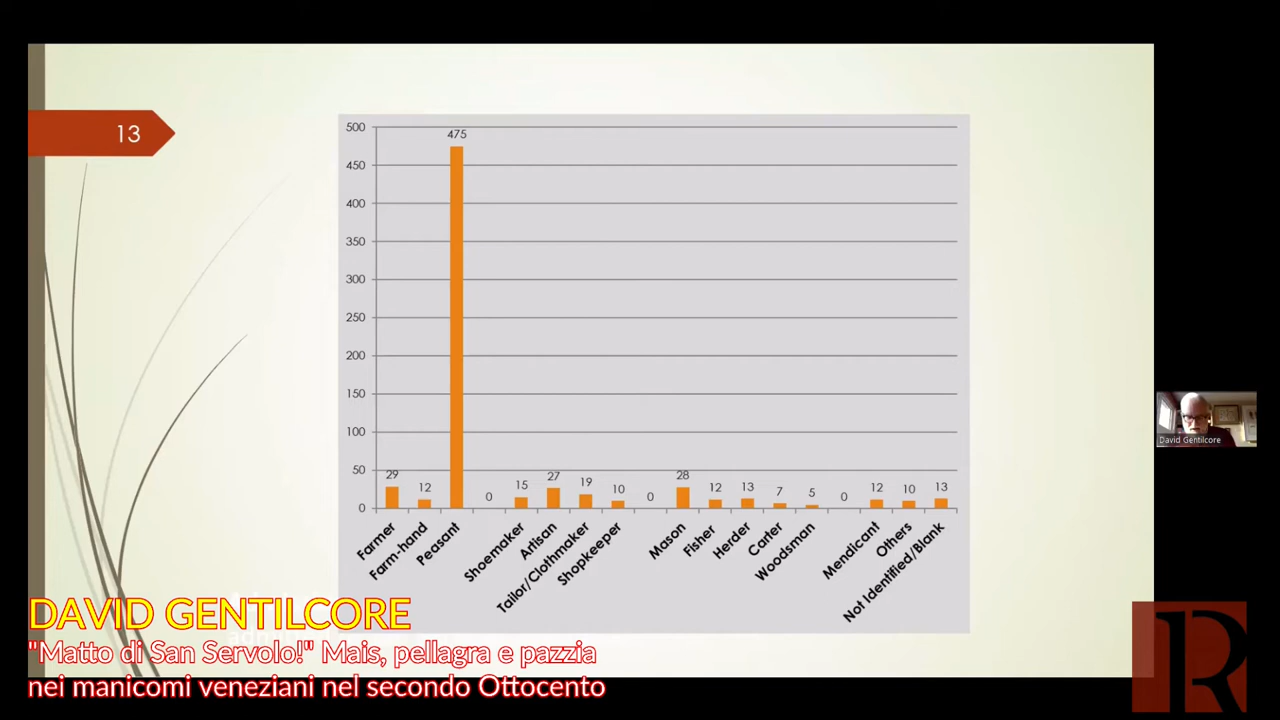 13
500
450
400
350
300
250
200
150
100
50
0
29
12
475
0
15
27
19
10
0
28
12
13
7
5
0
12
10
13
Farmer
Farm-hand
Peasant
Shoemaker
Artisan
Tailor/Clothmaker
Shopkeeper
Mason
Fisher
Herder
Carter
Woodsman
Mendicant
Others
Not Identified/Blank
David Gentilcore
DAVID GENTILCORE
"Matto di San Servolo!" Mais, pellagra e pazzia
nei manicomi veneziani nel secondo Ottocento
R